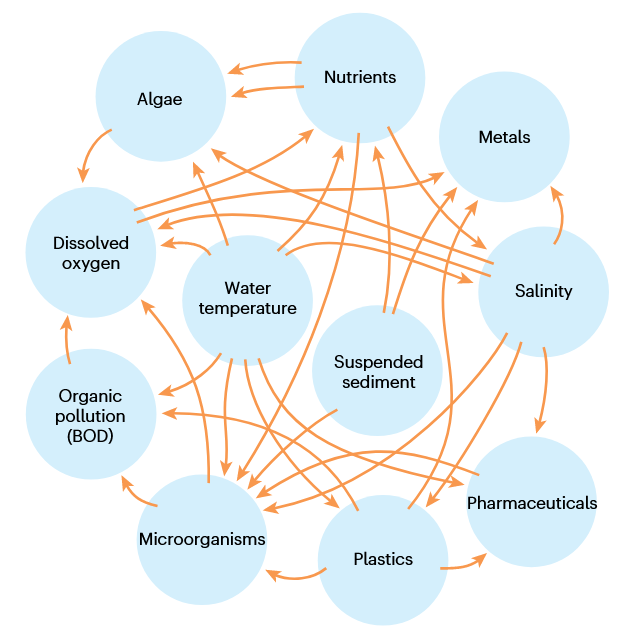 Nutrients
Algae
Metals
Dissolved
oxygen
Water
temperature
Salinity
Suspended
sediment
Organic
pollution
(BOD)
Pharmaceuticals
Microorganisms
Plastics